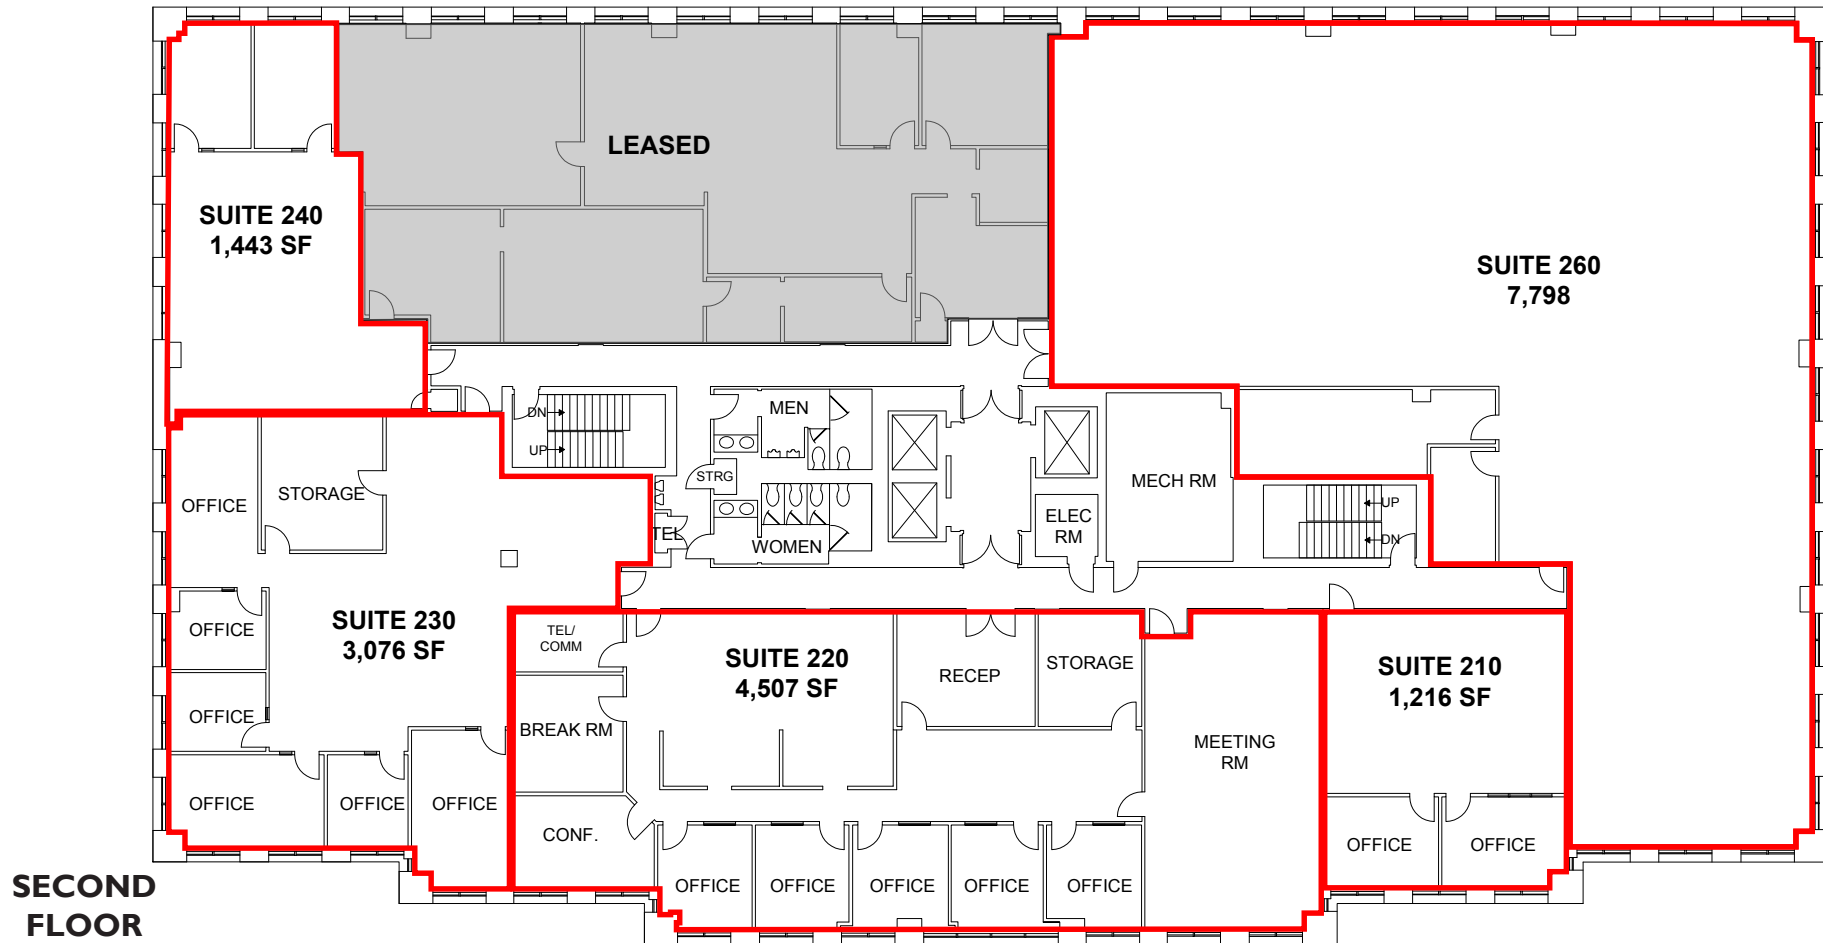 LEASED
SUITE 240
1,443 SF
SUITE 260
7,798
DN
UP
MEN
STRG
TEL
WOMEN
MECH RM
ELEC
RM
UP
DN
OFFICE
STORAGE
OFFICE
SUITE 230
3,076 SF
OFFICE
OFFICE
OFFICE
OFFICE
TEL/
COMM
BREAK RM
CONF.
SUITE 220
4,507 SF
RECEP
STORAGE
MEETING
RM
OFFICE
OFFICE
OFFICE
OFFICE
OFFICE
SUITE 210
1,216 SF
OFFICE
OFFICE
SECOND
FLOOR